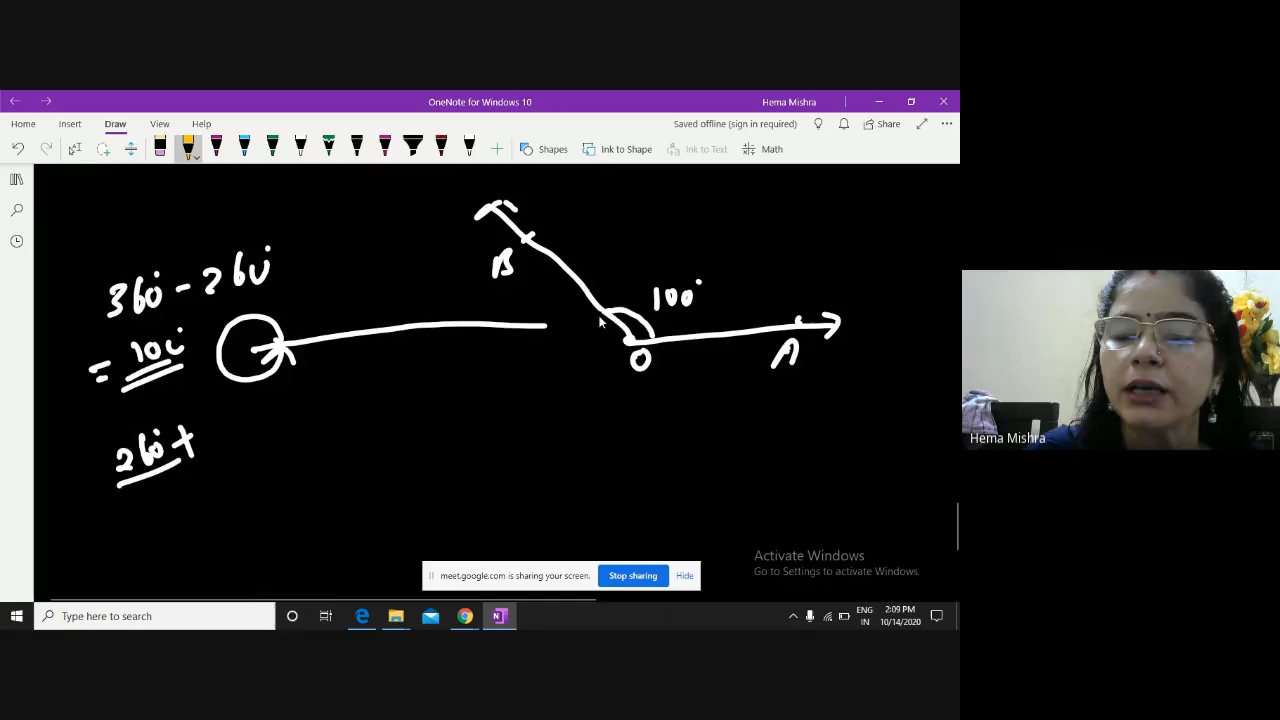 OneNote for Windows 10
Hema Mishra
Home Insert Draw View Help
Saved offline (sign in required)
Share
Shapes
Ink to Shape
Ink to Text
Math
360° - 260°
= 100°
260° +
B
100°
O
A
Hema Mishra
Activate Windows
Go to Settings to activate Windows.
meet.google.com is sharing your screen.
Stop sharing
Hide
Type here to search
ENG
IN
2:09 PM
10/14/2020